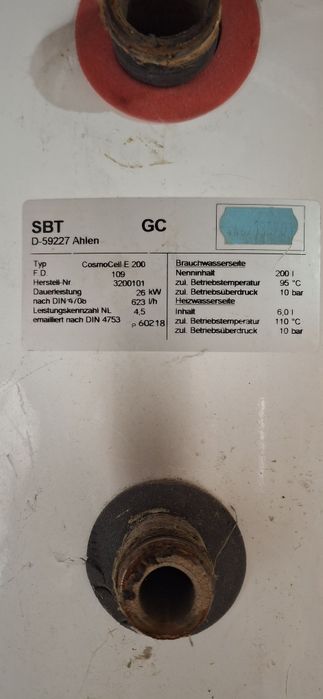 SBT GC
D-59227 Ahlen
Typ CosmoCell-E 200
F.D. 109
Herstell-Nr 3200101
Dauerleistung 26 kW
nach DIN 4708 623 l/h
Leistungskennzahl NL 4,5
emailliert nach DIN 4753 P 60218
Brauchwasserseite
Nenninhalt 200 l
zul. Betriebstemperatur 95 °C
zul. Betriebsüberdruck 10 bar
Heizwasserseite
Inhalt 6,0 l
zul. Betriebstemperatur 110 °C
zul. Betriebsüberdruck 10 bar